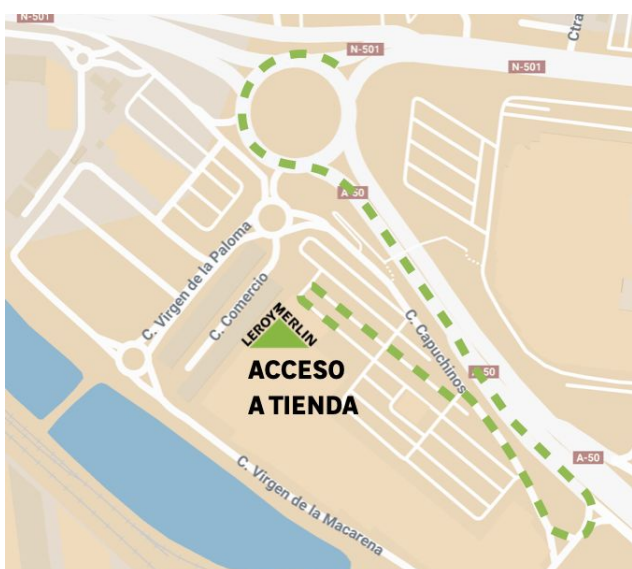 N-501
Ctra
N-501
N-501
A-50
C. Virgen de la Paloma
C. Comercio
LEROY MERLIN
C. Capuchinos
ACCESO
A TIENDA
A-50
A-50
C. Virgen de la Macarena